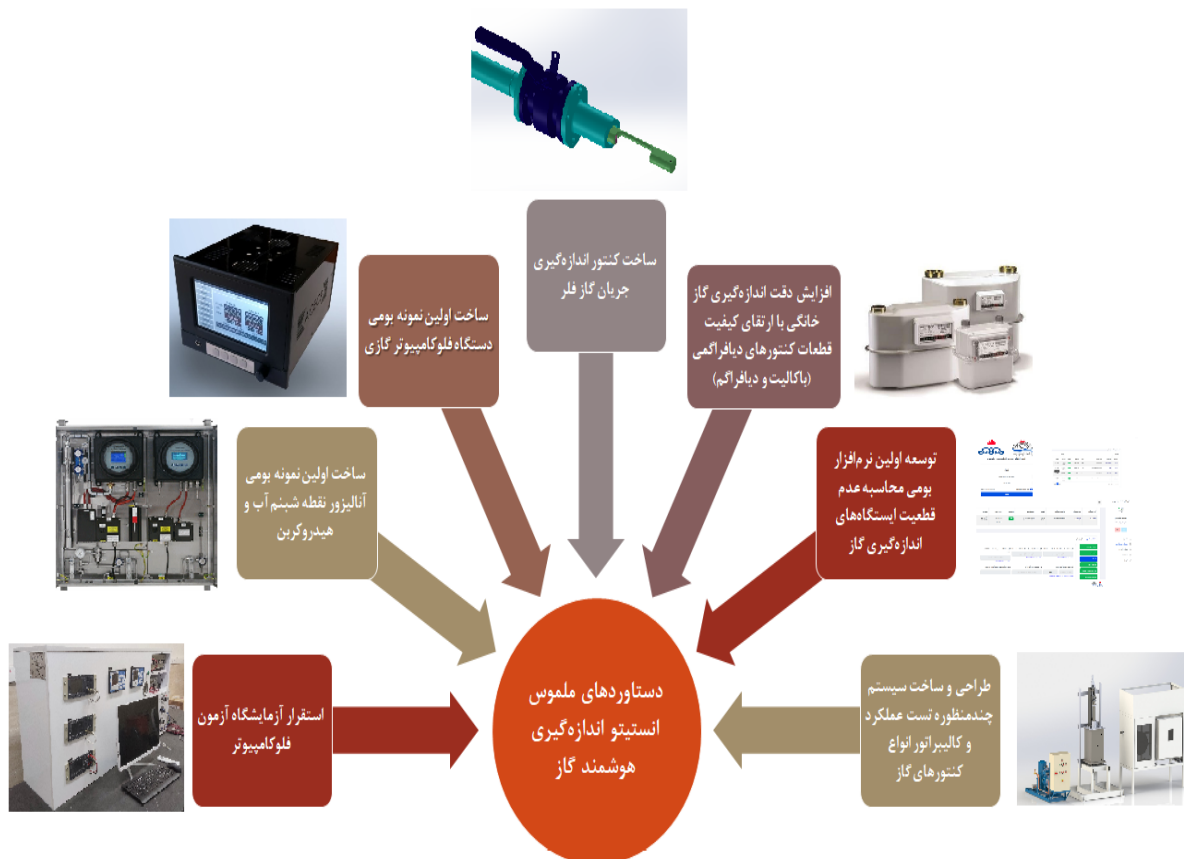 ساخت کنتور اندازه‌گیری
جریان گاز فلر
افزایش دقت اندازه‌گیری گاز
خانگی با ارتقای کیفیت
قطعات کنتورهای دیافراگمی
(باکالیت و دیافراگم)
ساخت اولین نمونه بومی
دستگاه فلوکامپیوتر گازی
توسعه اولین نرم‌افزار
بومی محاسبه عدم
قطعیت ایستگاه‌های
اندازه‌گیری گاز
ساخت اولین نمونه بومی
آنالیزور نقطه شبنم آب و
هیدروکربن
طراحی و ساخت سیستم
چندمنظوره تست عملکرد
و کالیبراتور انواع
کنتورهای گاز
استقرار آزمایشگاه آزمون
فلوکامپیوتر
دستاوردهای ملموس
انستیتو اندازه‌گیری
هوشمند گاز